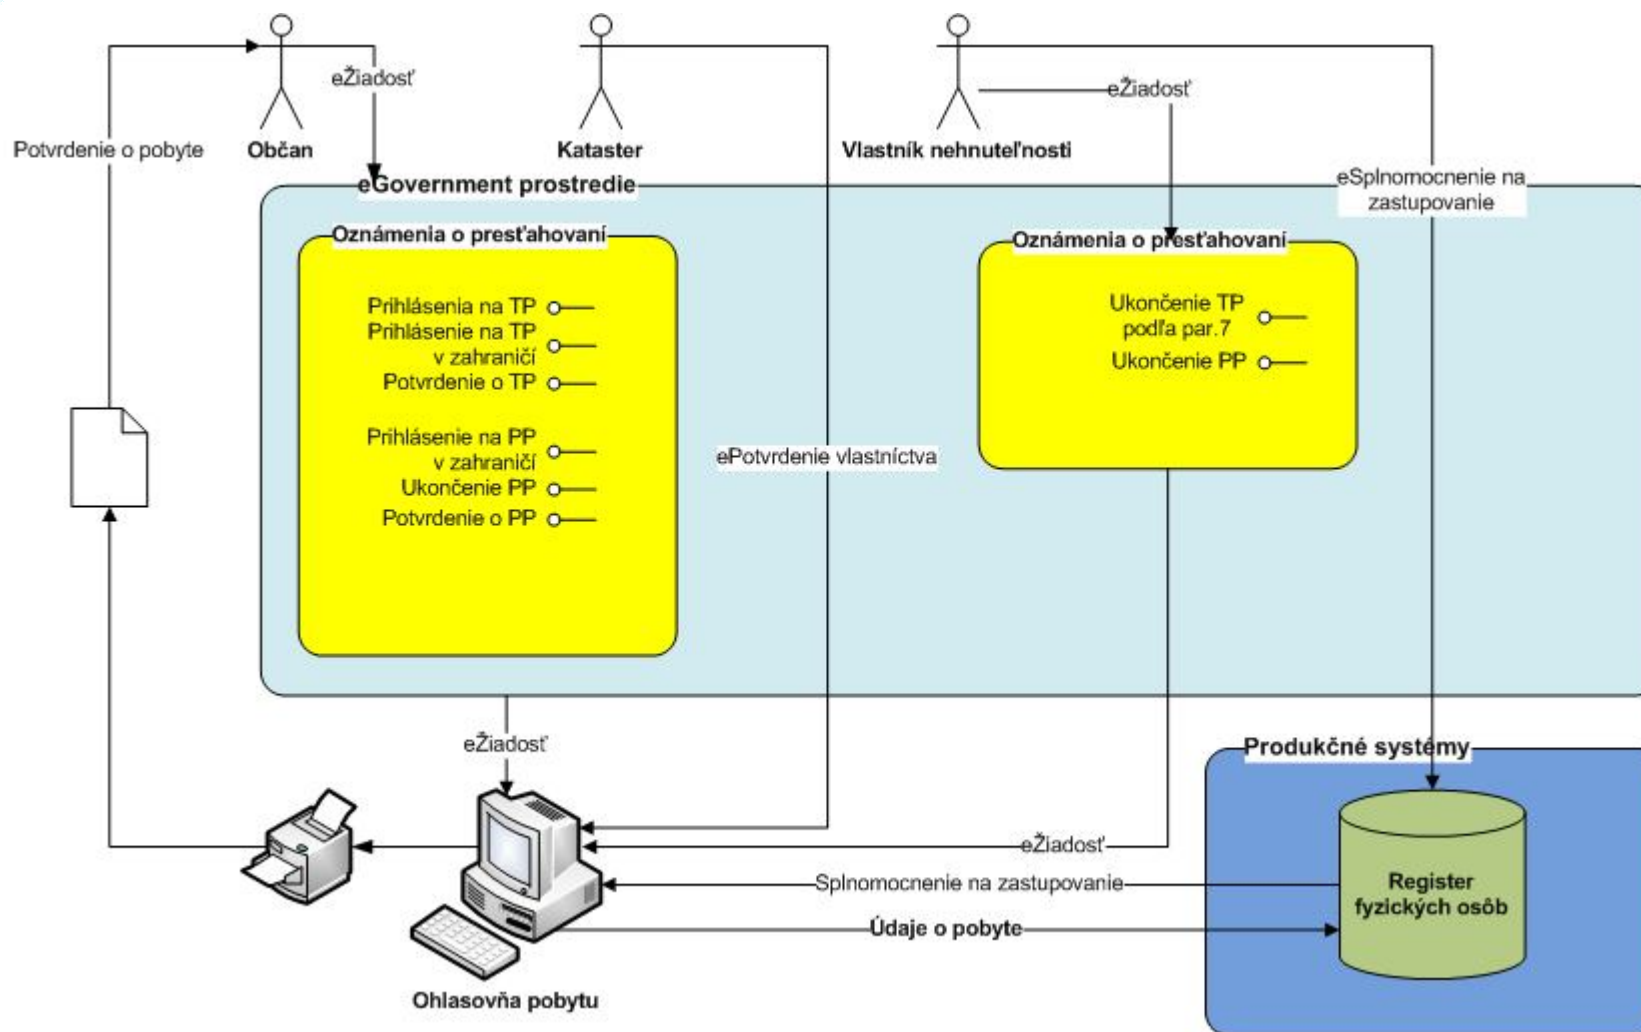 eŽiadosť
eŽiadosť
Potvrdenie o pobyte
Občan
Kataster
Vlastník nehnuteľnosti
eSplnomocnenie na
zastupovanie
eGovernment prostredie
Oznámenia o presťahovaní
Oznámenia o presťahovaní
Prihlásenia na TP
Prihlásenie na TP
v zahraničí
Potvrdenie o TP
Prihlásenie na PP
v zahraničí
Ukončenie PP
Potvrdenie o PP
Ukončenie TP
podľa par.7
Ukončenie PP
ePotvrdenie vlastníctva
eŽiadosť
Produkčné systémy
eŽiadosť
Splnomocnenie na zastupovanie
Register
fyzických osôb
Údaje o pobyte
Ohlasovňa pobytu